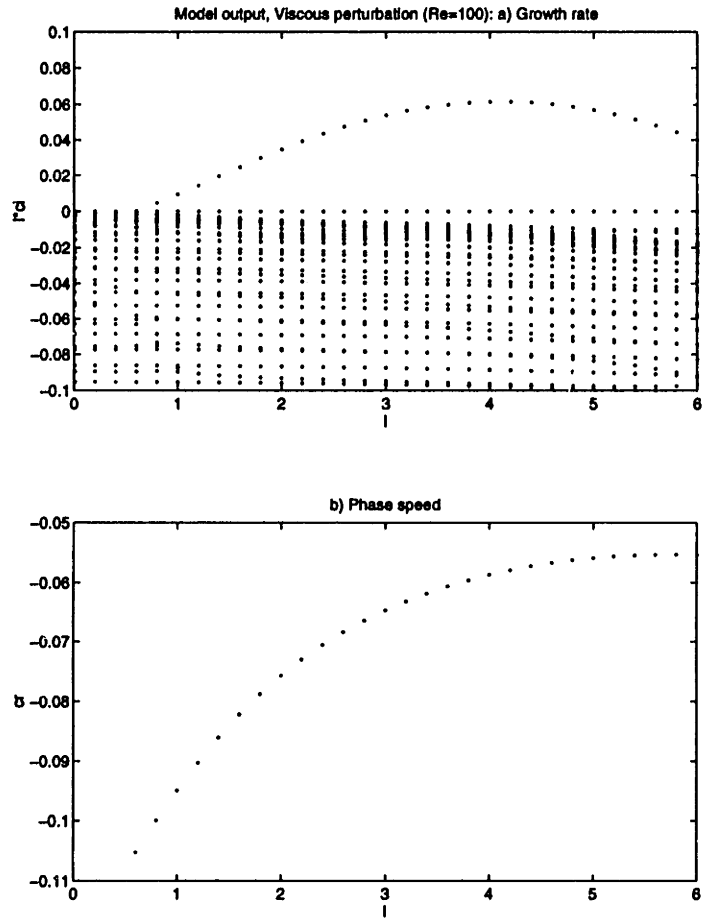 Model output, Viscous perturbation (Re=100): a) Growth rate
0.1
0.08
0.06
0.04
0.02
0
−0.02
−0.04
−0.06
−0.08
−0.1
l*ci
0 1 2 3 4 5 6
l
b) Phase speed
−0.05
−0.06
−0.07
−0.08
−0.09
−0.1
−0.11
cr
0 1 2 3 4 5 6
l